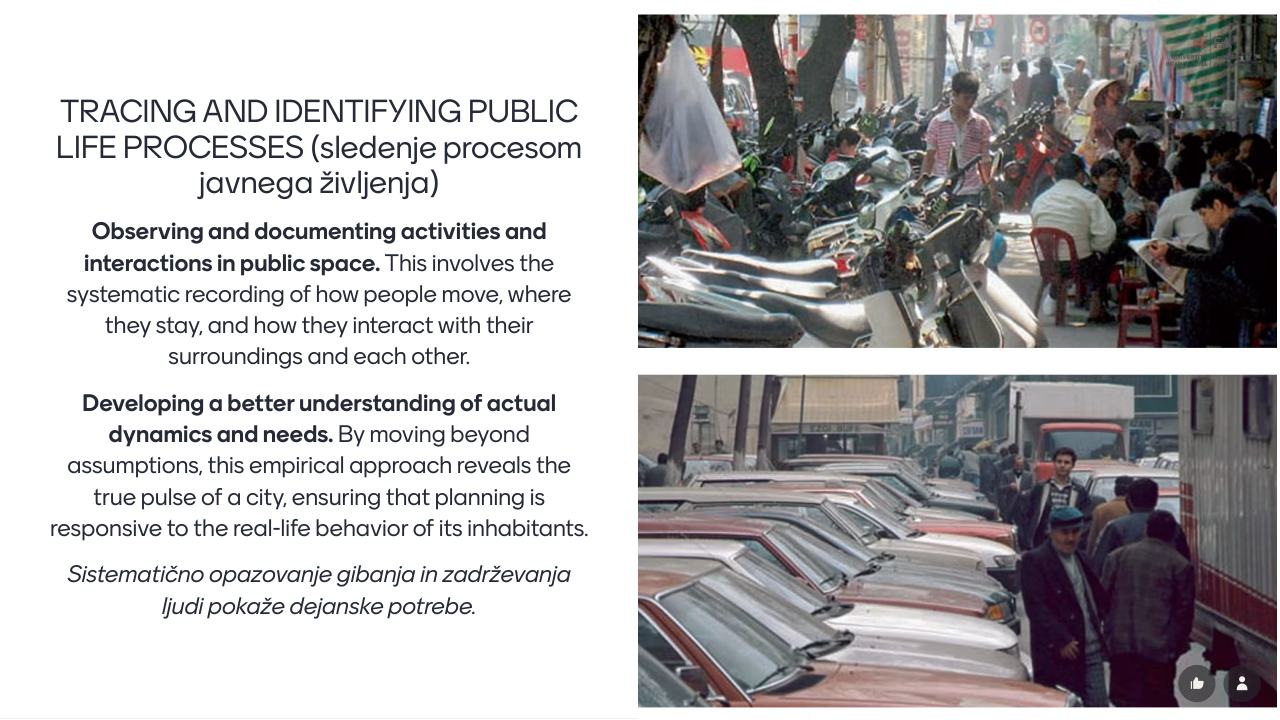 TRACING AND IDENTIFYING PUBLIC
LIFE PROCESSES (sledenje procesom
javnega življenja)
Observing and documenting activities and
interactions in public space. This involves the
systematic recording of how people move, where
they stay, and how they interact with their
surroundings and each other.
Developing a better understanding of actual
dynamics and needs. By moving beyond
assumptions, this empirical approach reveals the
true pulse of a city, ensuring that planning is
responsive to the real-life behavior of its inhabitants.
Sistematično opazovanje gibanja in zadrževanja
ljudi pokaže dejanske potrebe.